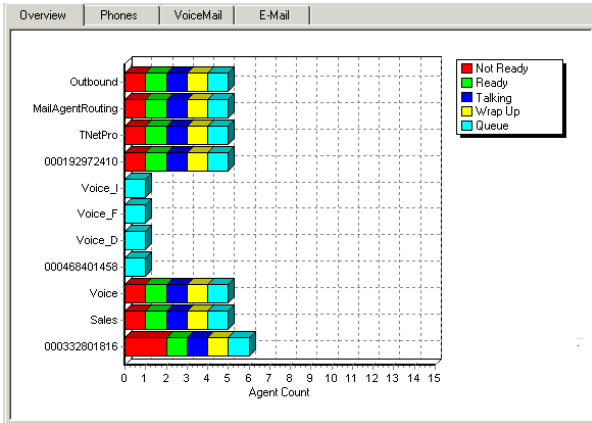 Overview Phones VoiceMail E-Mail
Not Ready
Ready
Talking
Wrap Up
Queue
Outbound
MailAgentRouting
TNetPro
000192972410
Voice_I
Voice_F
Voice_D
000468401458
Voice
Sales
000332801816
0 1 2 3 4 5 6 7 8 9 10 11 12 13 14 15
Agent Count